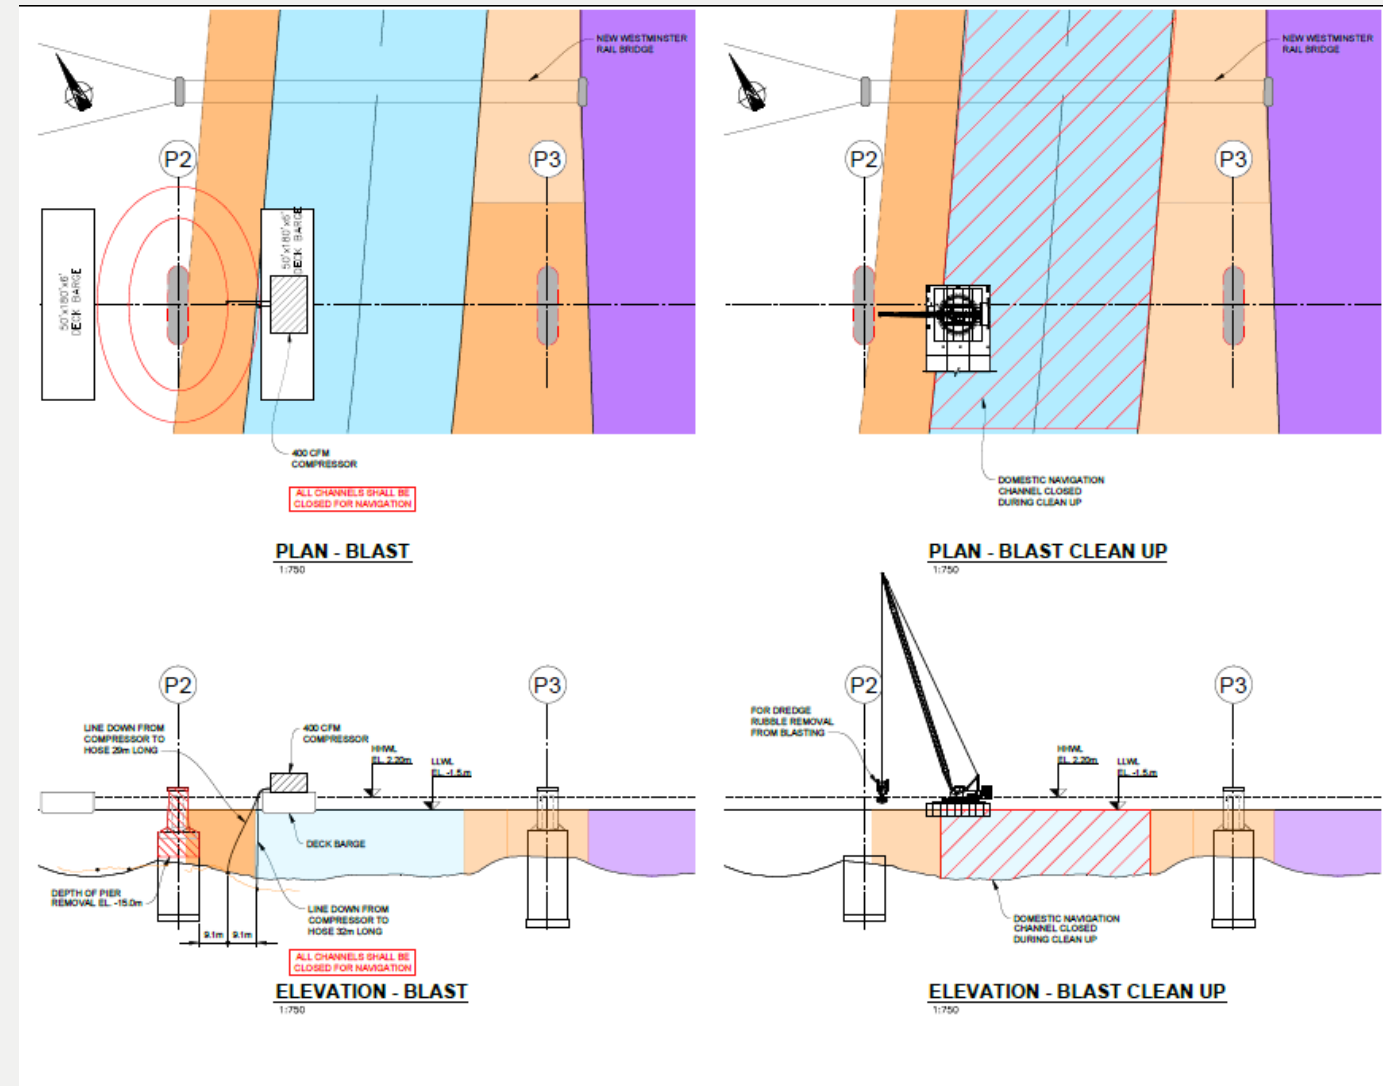 NEW WESTMINSTER
RAIL BRIDGE
P2
P3
50'x180'x6'
DECK BARGE
50'x180'x6'
DECK BARGE
400 CFM
COMPRESSOR
ALL CHANNELS SHALL BE
CLOSED FOR NAVIGATION
PLAN - BLAST
1:750
NEW WESTMINSTER
RAIL BRIDGE
P2
P3
DOMESTIC NAVIGATION
CHANNEL CLOSED
DURING CLEAN UP
PLAN - BLAST CLEAN UP
1:750
P2
P3
LINE DOWN FROM
COMPRESSOR TO
HOSE 29m LONG
400 CFM
COMPRESSOR
HHWL
EL. 2.20m
LLWL
EL. -1.5m
DECK BARGE
DEPTH OF PIER
REMOVAL EL. -15.0m
LINE DOWN FROM
COMPRESSOR TO
HOSE 32m LONG
9.1m
9.1m
ALL CHANNELS SHALL BE
CLOSED FOR NAVIGATION
ELEVATION - BLAST
1:750
P2
P3
FOR DREDGE
RUBBLE REMOVAL
FROM BLASTING
HHWL
EL. 2.20m
LLWL
EL. -1.5m
DOMESTIC NAVIGATION
CHANNEL CLOSED
DURING CLEAN UP
ELEVATION - BLAST CLEAN UP
1:750